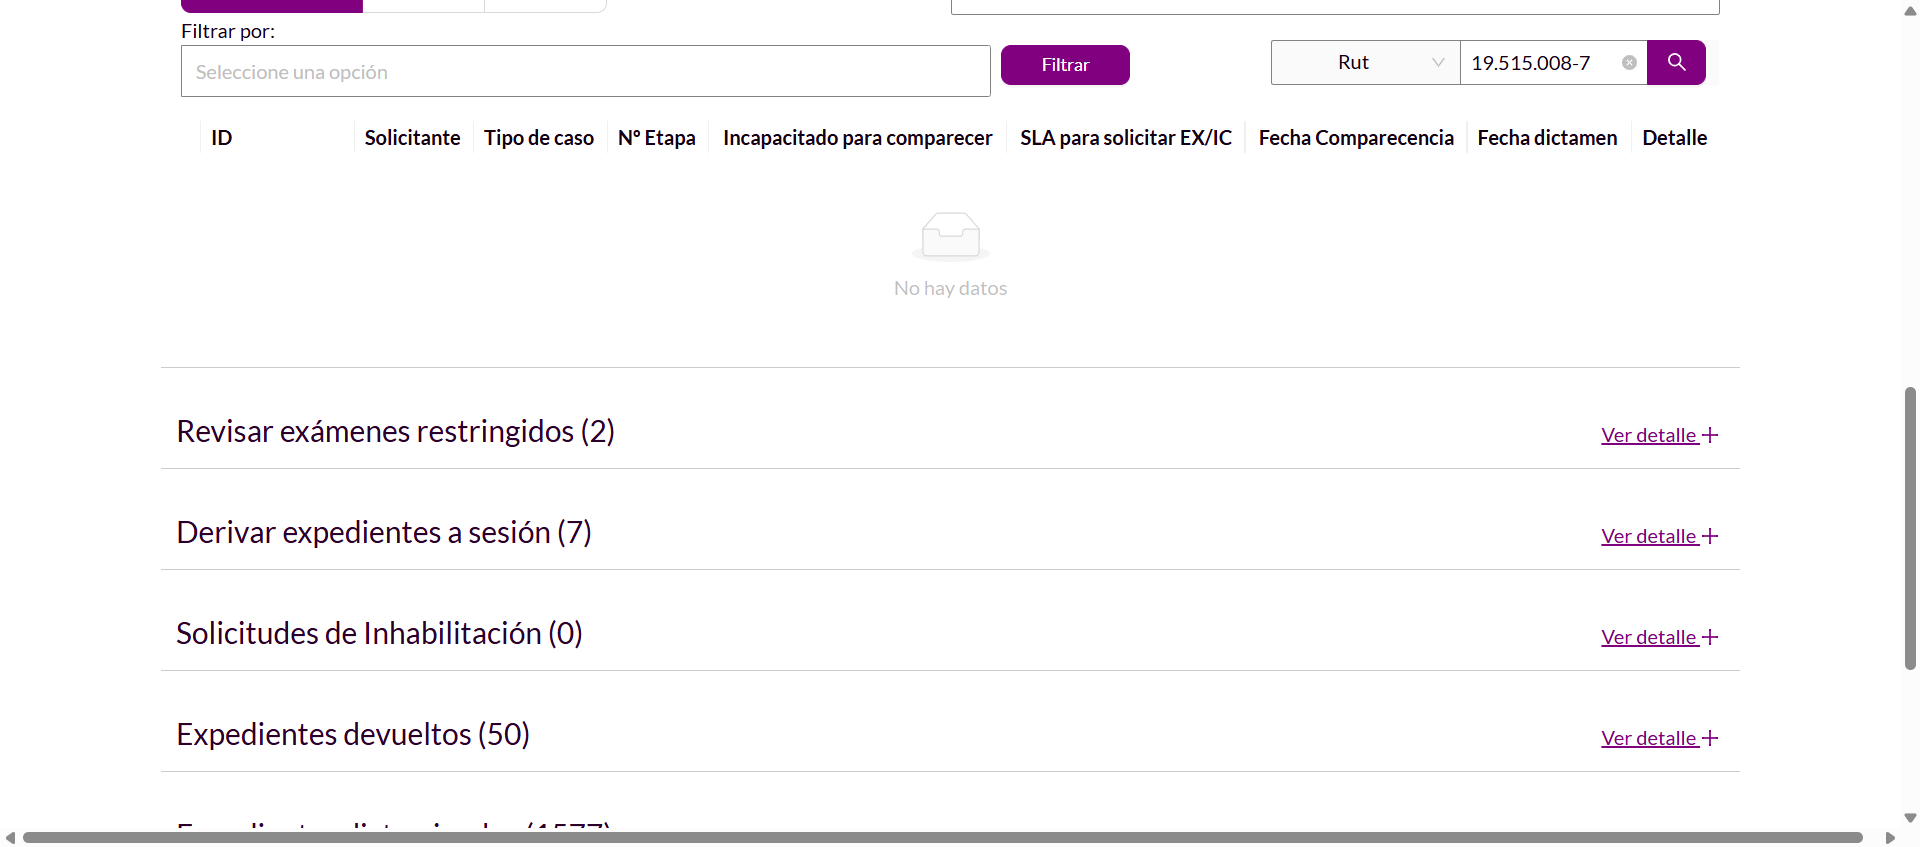 Filtrar por:
Seleccione una opción
Filtrar
Rut
19.515.008-7
ID
Solicitante
Tipo de caso
N° Etapa
Incapacitado para comparecer
SLA para solicitar EX/IC
Fecha Comparecencia
Fecha dictamen
Detalle
No hay datos
Revisar exámenes restringidos (2)
Ver detalle
Derivar expedientes a sesión (7)
Ver detalle
Solicitudes de Inhabilitación (0)
Ver detalle
Expedientes devueltos (50)
Ver detalle